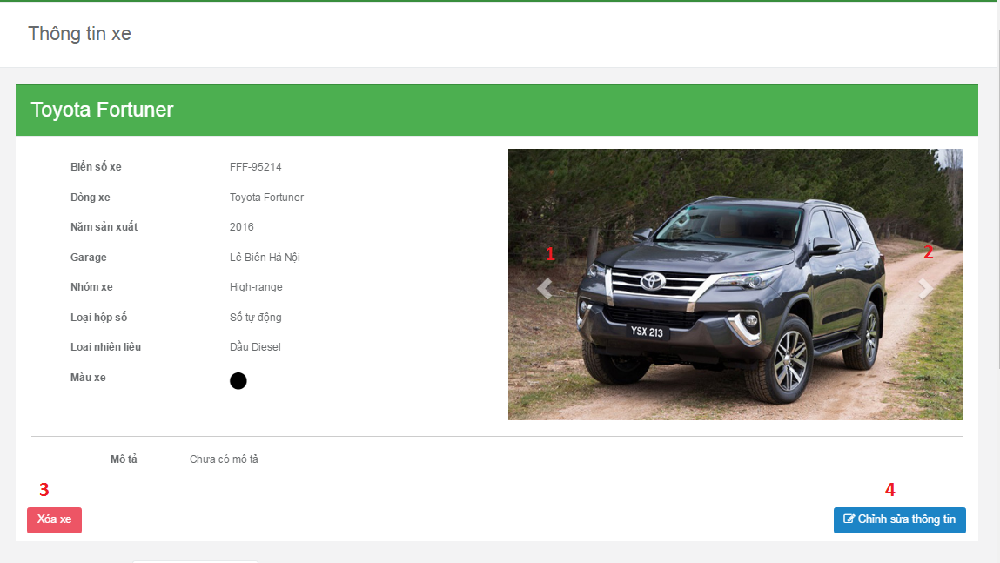 Thông tin xe
Toyota Fortuner
Biển số xe FFF-95214
Dòng xe Toyota Fortuner
Năm sản xuất 2016
Garage Lê Biên Hà Nội
Nhóm xe High-range
Loại hộp số Số tự động
Loại nhiên liệu Dầu Diesel
Màu xe
1
2
YSX·213
Mô tả Chưa có mô tả
3
4
Xóa xe
Chỉnh sửa thông tin